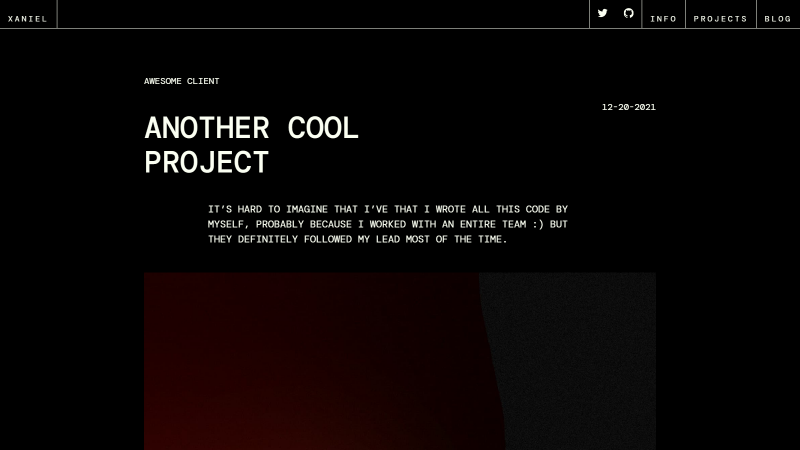 XANIEL
INFO
PROJECTS
BLOG
AWESOME CLIENT
12-20-2021
ANOTHER COOL
PROJECT
IT'S HARD TO IMAGINE THAT I'VE THAT I WROTE ALL THIS CODE BY
MYSELF, PROBABLY BECAUSE I WORKED WITH AN ENTIRE TEAM :) BUT
THEY DEFINITELY FOLLOWED MY LEAD MOST OF THE TIME.